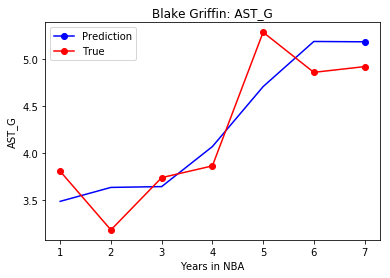 Blake Griffin: AST_G
Prediction
True
5.0
4.5
4.0
3.5
AST_G
1 2 3 4 5 6 7
Years in NBA